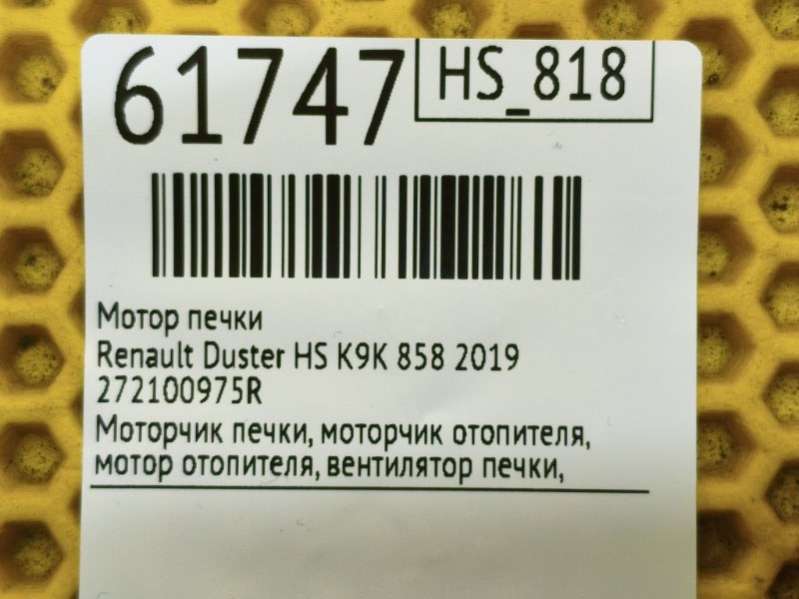 61747
HS_818
Мотор печки
Renault Duster HS K9K 858 2019
272100975R
Моторчик печки, моторчик отопителя,
мотор отопителя, вентилятор печки,